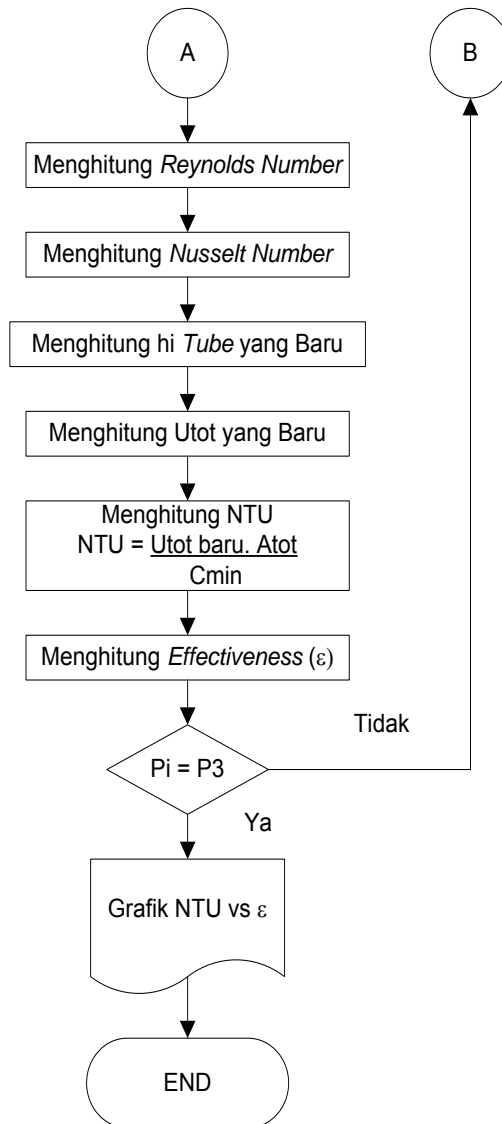 A
B
Menghitung Reynolds Number
Menghitung Nusselt Number
Menghitung hi Tube yang Baru
Menghitung Utot yang Baru
Menghitung NTU
NTU = Utot baru. Atot
Cmin
Menghitung Effectiveness (ε)
Tidak
Pi = P3
Ya
Grafik NTU vs ε
END